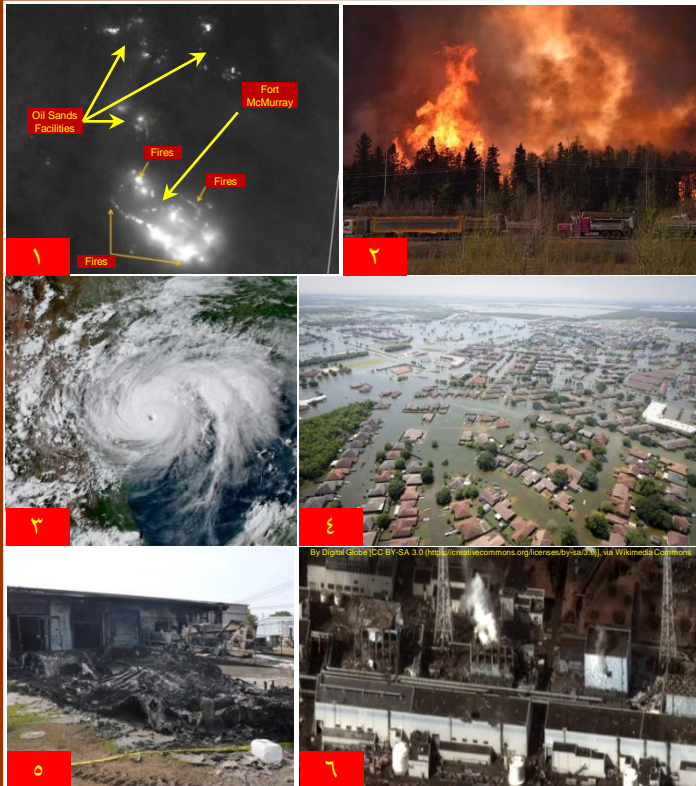 Oil Sands
Facilities
Fort
McMurray
Fires
Fires
Fires
١
٢
٣
٤
By Digital Globe [CC BY-SA 3.0 (https://creativecommons.org/licenses/by-sa/3.0)], via Wikimedia Commons
٥
٦